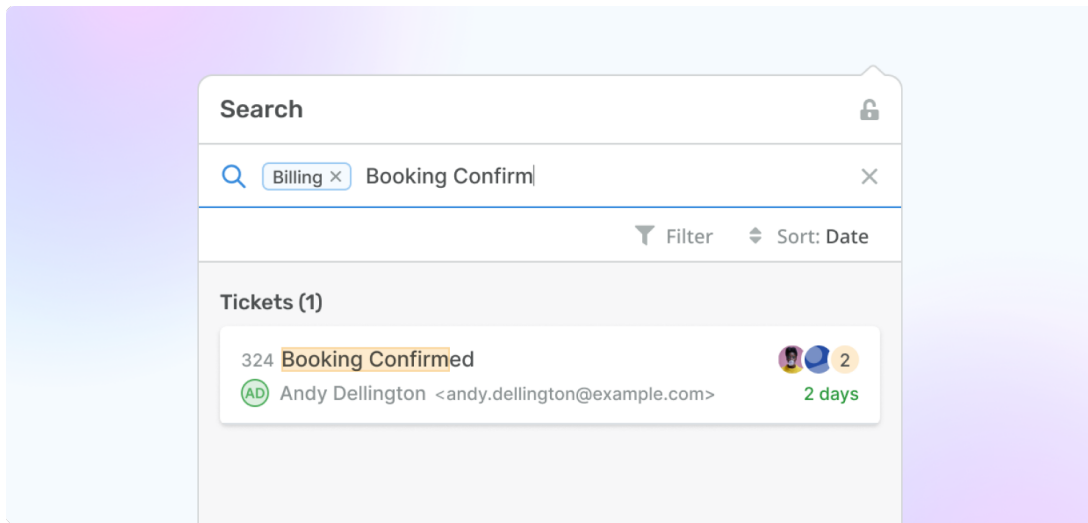 Search
Billing × Booking Confirm
Filter Sort: Date
Tickets (1)
324 Booking Confirmed 2
AD Andy Dellington <andy.dellington@example.com> 2 days